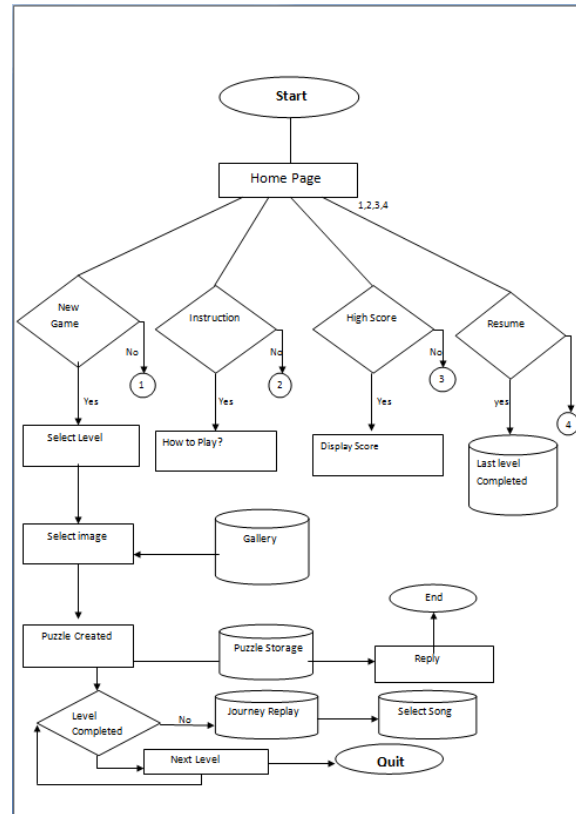 Start
Home Page
1,2,3,4
New
Game
Instruction
High Score
Resume
No
No
No
1
2
3
4
Yes
Yes
Yes
yes
Select Level
How to Play?
Display Score
Last level
Completed
Select image
Gallery
End
Puzzle Created
Puzzle Storage
Reply
Level
Completed
No
Journey Replay
Select Song
Next Level
Quit